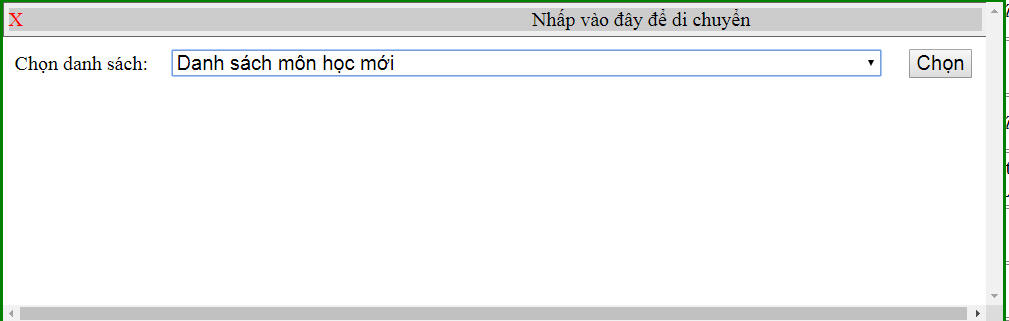 X Nhấp vào đây để di chuyển
Chọn danh sách: Danh sách môn học mới Chọn